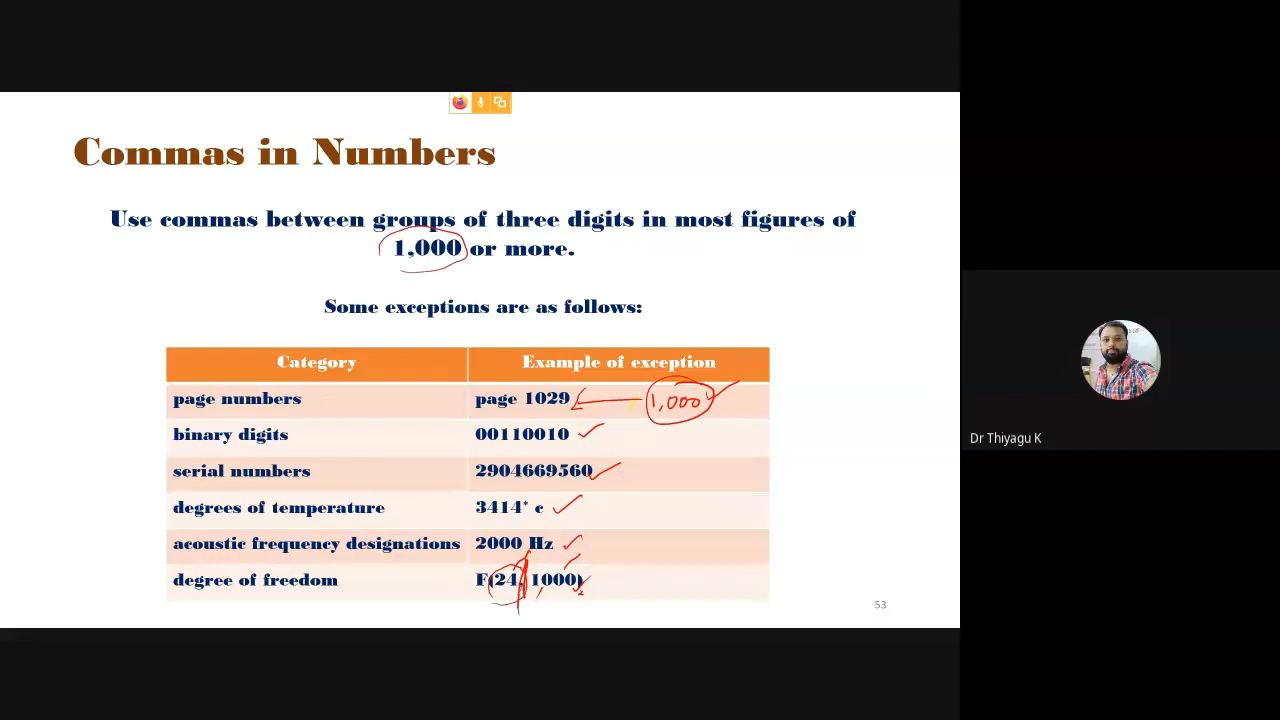 Commas in Numbers
Use commas between groups of three digits in most figures of
1,000 or more.
Some exceptions are as follows:
Category Example of exception
page numbers page 1029 1,000
binary digits 00110010
serial numbers 2904669560
degrees of temperature 3414* c
acoustic frequency designations 2000 Hz
degree of freedom F(24, 1000)
53
Dr Thiyagu K